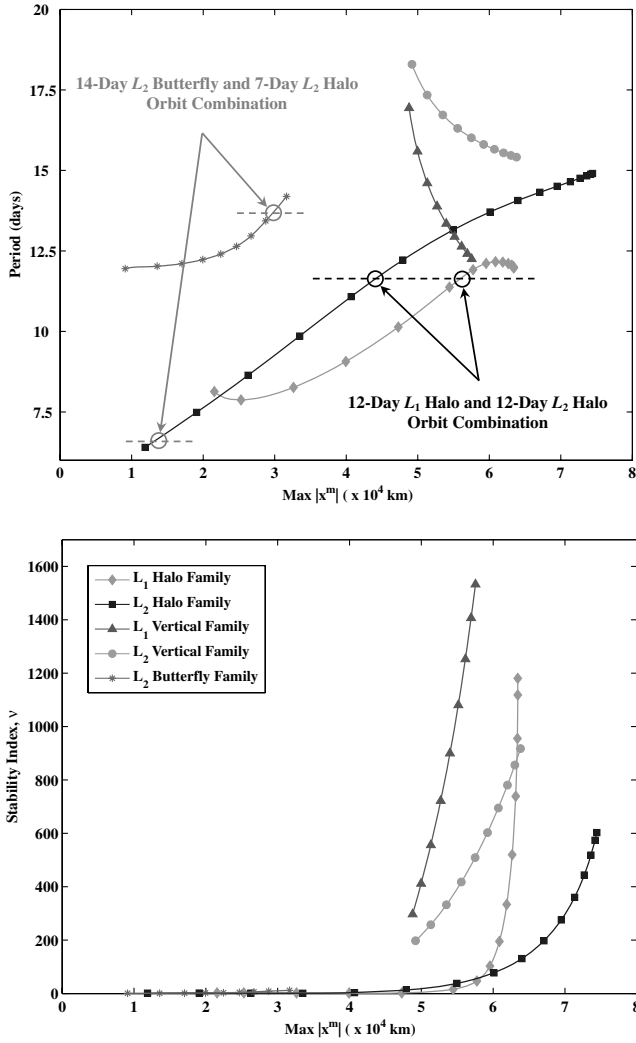 20
17.5
15
12.5
10
7.5
Period (days)
14-Day L₂ Butterfly and 7-Day L₂ Halo
Orbit Combination
12-Day L₁ Halo and 12-Day L₂ Halo
Orbit Combination
0 1 2 3 4 5 6 7 8
Max |xᵐ| ( x 10⁴ km)
1600
1400
1200
1000
800
600
400
200
0
Stability Index, ν
L₁ Halo Family
L₂ Halo Family
L₁ Vertical Family
L₂ Vertical Family
L₂ Butterfly Family
0 1 2 3 4 5 6 7 8
Max |xᵐ| ( x 10⁴ km)